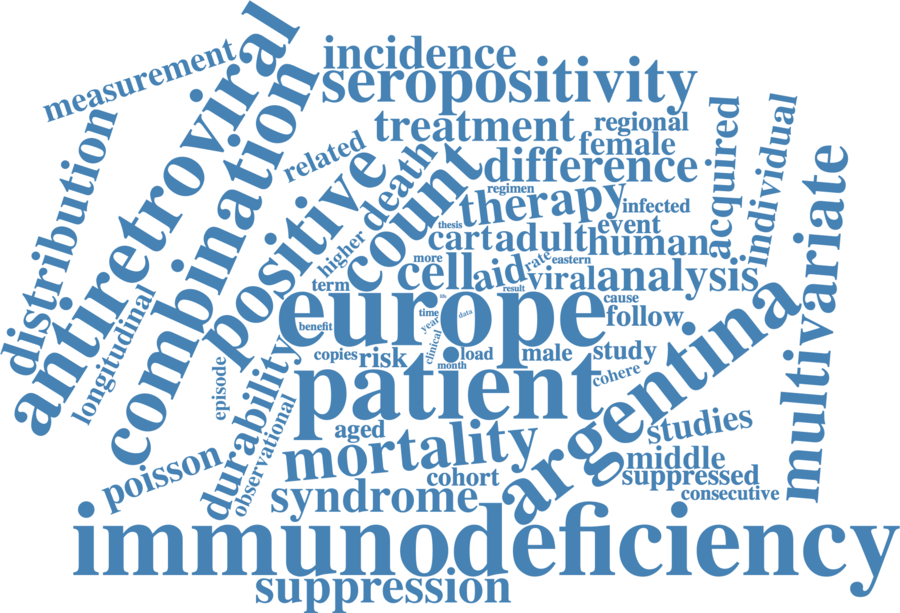 incidence
seropositivity
measurement
antiretroviral
combination
distribution
treatment
regional
female
related
death
positive
count
difference
regimen
therapy
infected
acquired
individual
multivariate
thesis
event
cart
adult
human
higher
more
cell
aid
rate
eastern
viral
analysis
term
result
europe
life
cause
follow
time
data
year
benefit
clinical
longitudinal
copies
risk
load
month
male
study
cohere
episode
durability
patient
argentina
observational
aged
mortality
studies
middle
suppressed
poisson
cohort
consecutive
syndrome
immunodeficiency
suppression